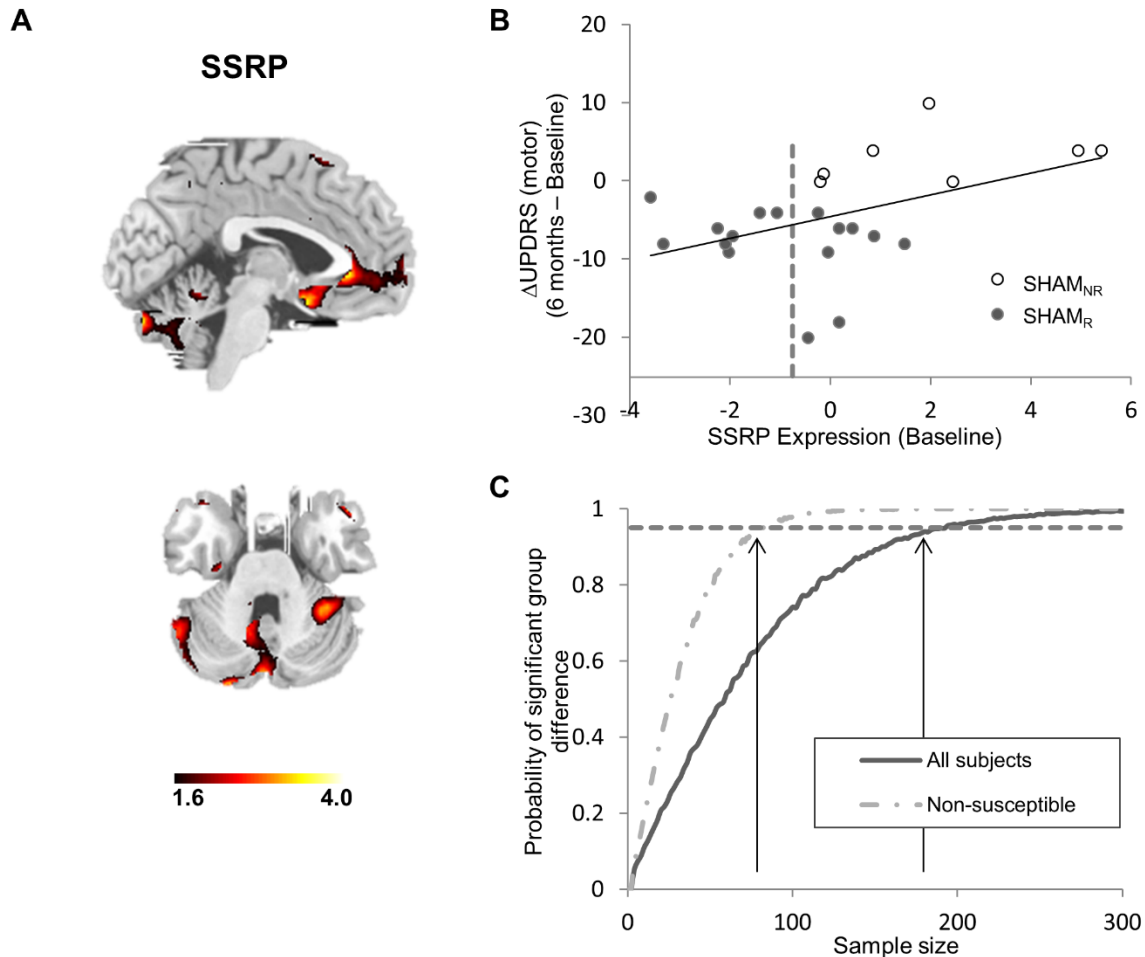 A
SSRP
1.6 4.0
B
ΔUPDRS (motor)
(6 months – Baseline)
20
10
0
-10
-20
-30
-4 -2 0 2 4 6
SSRP Expression (Baseline)
SHAM_NR
SHAM_R
C
Probability of significant group
difference
1
0.8
0.6
0.4
0.2
0
0 100 200 300
Sample size
All subjects
Non-susceptible